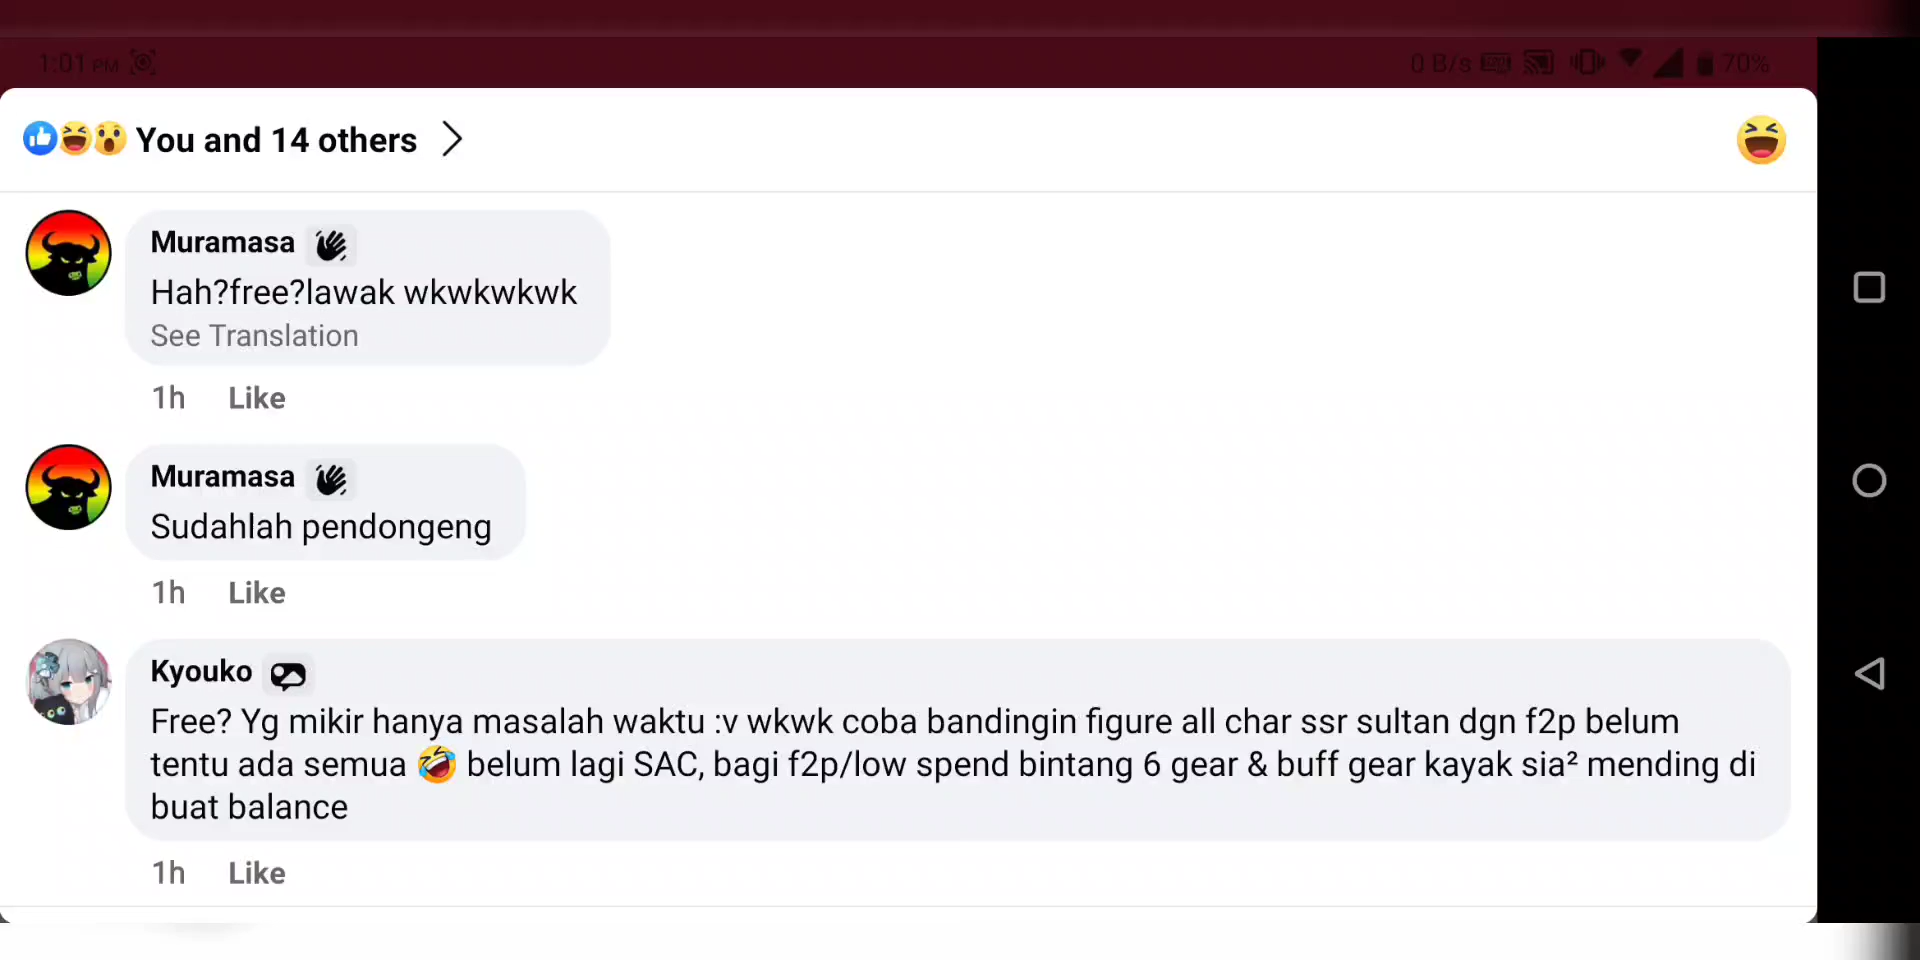 1:01 PM
0 B/s 70%
You and 14 others
Muramasa
Hah?free?lawak wkwkwkwk
See Translation
1h Like
Muramasa
Sudahlah pendongeng
1h Like
Kyouko
Free? Yg mikir hanya masalah waktu :v wkwk coba bandingin figure all char ssr sultan dgn f2p belum
tentu ada semua 🤣 belum lagi SAC, bagi f2p/low spend bintang 6 gear & buff gear kayak sia² mending di
buat balance
1h Like